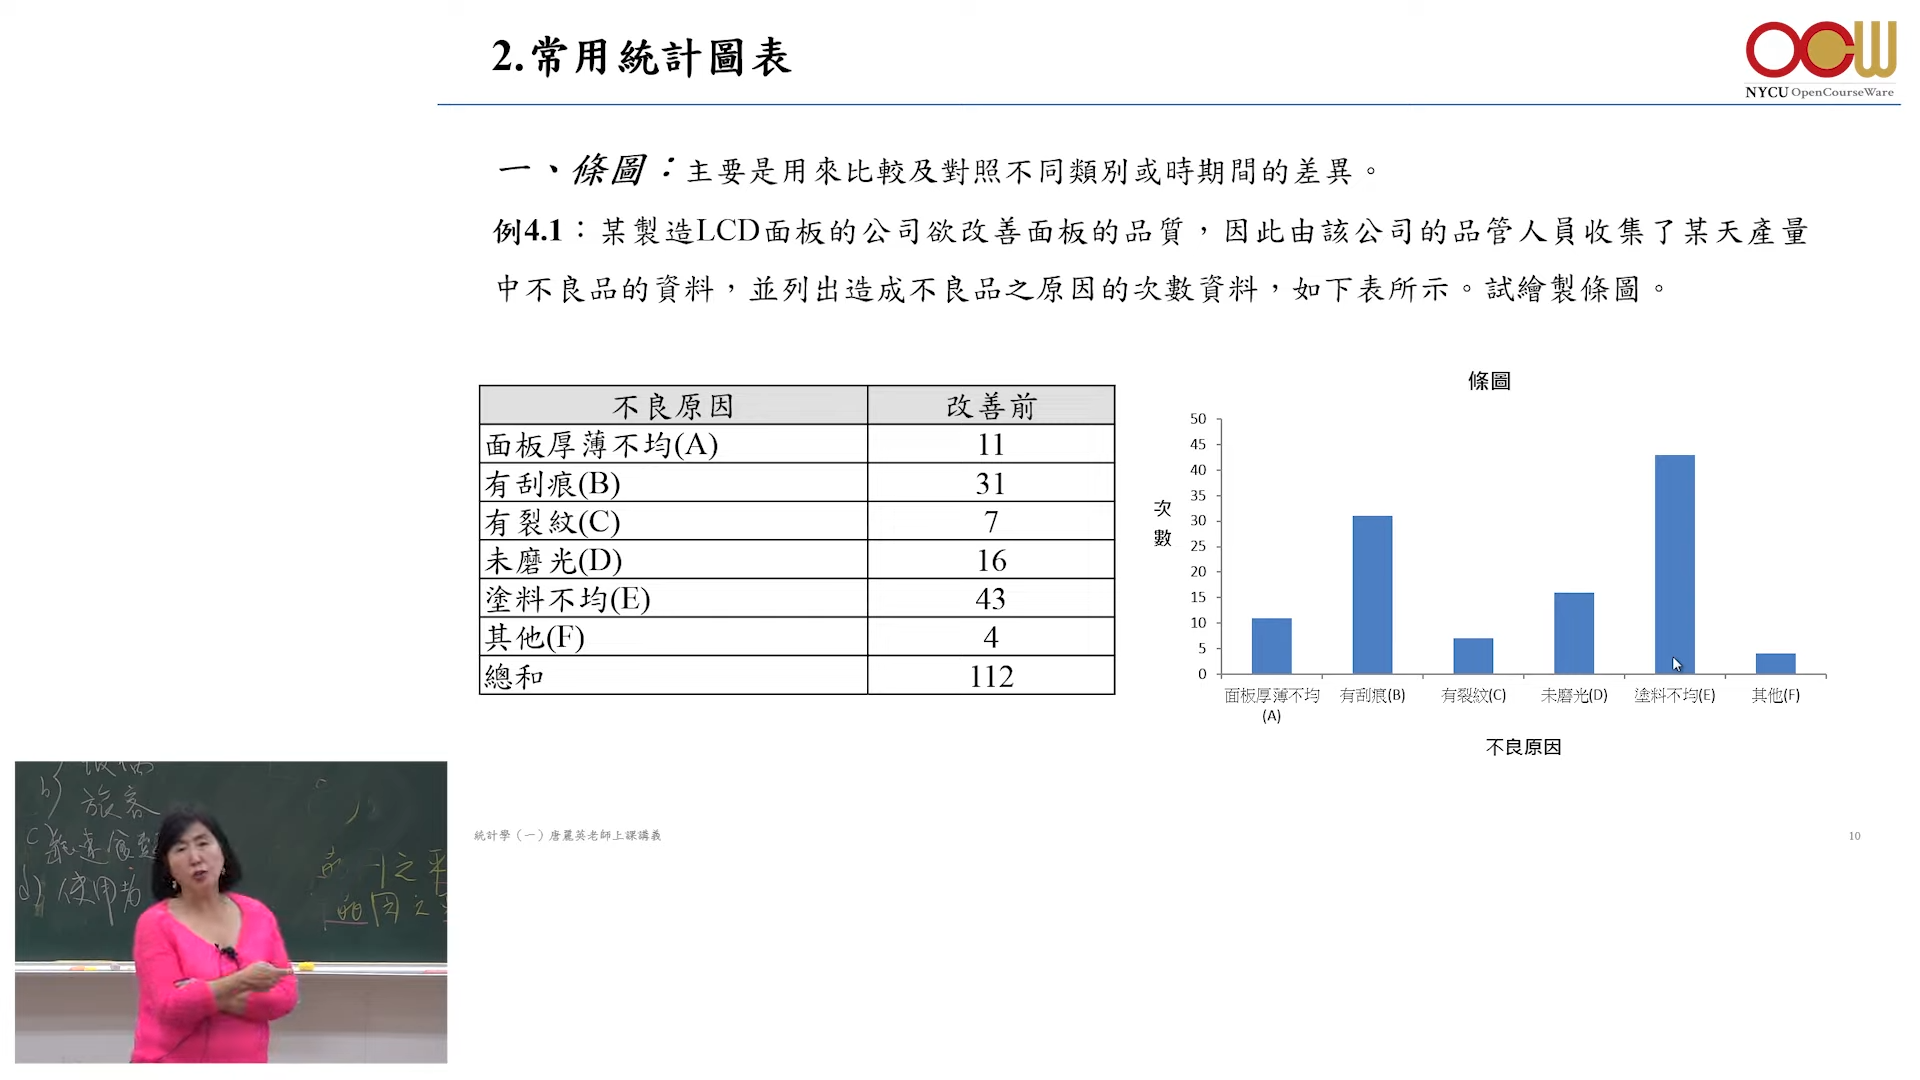 2.常用統計圖表
OCW
NYCU OpenCourseWare
一、條圖：主要是用來比較及對照不同類別或時期間的差異。
例4.1：某製造LCD面板的公司欲改善面板的品質，因此由該公司的品管人員收集了某天產量
中不良品的資料，並列出造成不良品之原因的次數資料，如下表所示。試繪製條圖。
不良原因 改善前
面板厚薄不均(A) 11
有刮痕(B) 31
有裂紋(C) 7
未磨光(D) 16
塗料不均(E) 43
其他(F) 4
總和 112
條圖
次數
50
45
40
35
30
25
20
15
10
5
0
面板厚薄不均(A) 有刮痕(B) 有裂紋(C) 未磨光(D) 塗料不均(E) 其他(F)
不良原因
b) 旅客
c)
d) 使用者
統計學（一）唐麗英老師上課講義
10